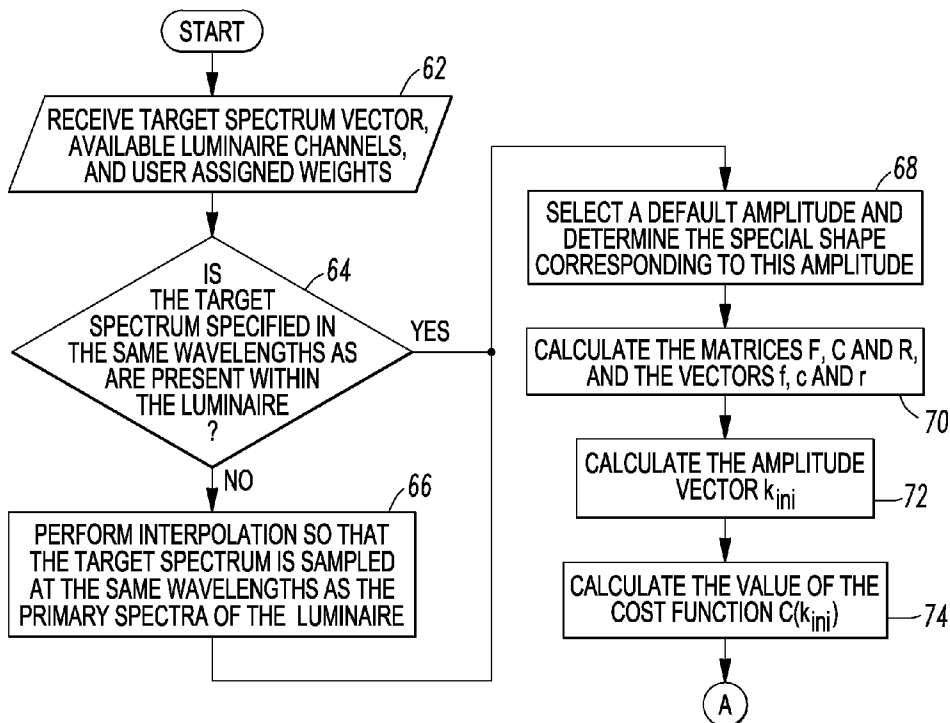 START
62
RECEIVE TARGET SPECTRUM VECTOR,
AVAILABLE LUMINAIRE CHANNELS,
AND USER ASSIGNED WEIGHTS
64
IS
THE TARGET
SPECTRUM SPECIFIED IN
THE SAME WAVELENGTHS AS
ARE PRESENT WITHIN
THE LUMINAIRE
?
YES
NO
66
PERFORM INTERPOLATION SO THAT
THE TARGET SPECTRUM IS SAMPLED
AT THE SAME WAVELENGTHS AS THE
PRIMARY SPECTRA OF THE LUMINAIRE
68
SELECT A DEFAULT AMPLITUDE AND
DETERMINE THE SPECIAL SHAPE
CORRESPONDING TO THIS AMPLITUDE
CALCULATE THE MATRICES F, C AND R,
AND THE VECTORS f, c AND r
70
CALCULATE THE AMPLITUDE
VECTOR kini
72
CALCULATE THE VALUE OF THE
COST FUNCTION C(kini)
74
A